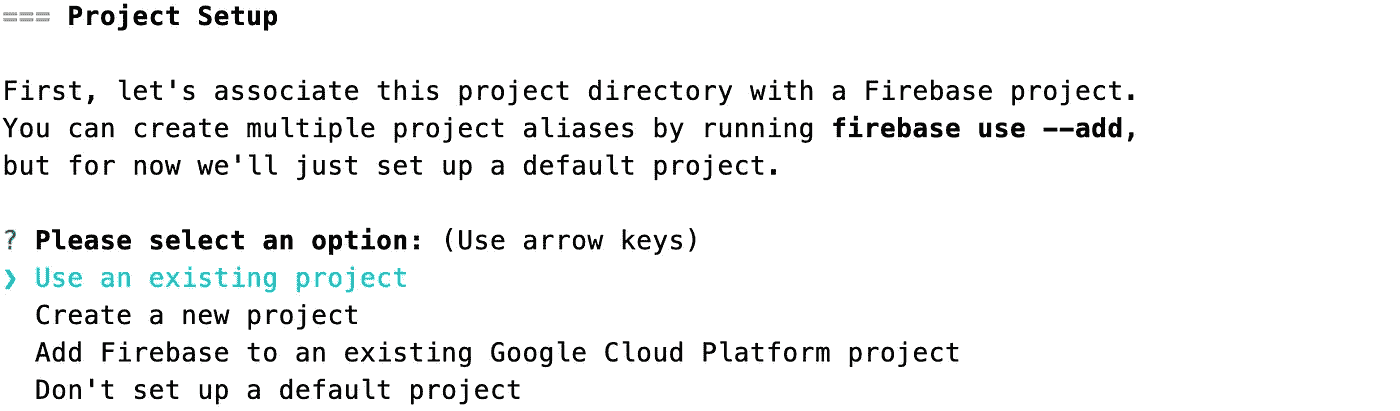 === Project Setup
First, let's associate this project directory with a Firebase project.
You can create multiple project aliases by running firebase use --add,
but for now we'll just set up a default project.
? Please select an option: (Use arrow keys)
❯ Use an existing project
Create a new project
Add Firebase to an existing Google Cloud Platform project
Don't set up a default project